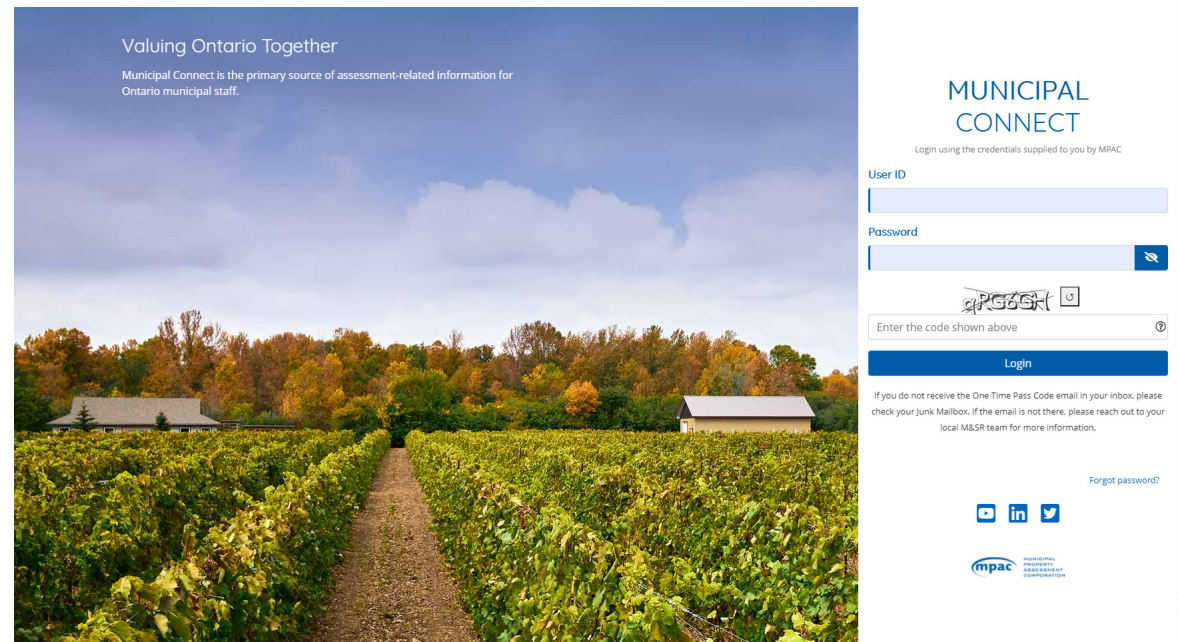 Valuing Ontario Together
Municipal Connect is the primary source of assessment-related information for
Ontario municipal staff.
MUNICIPAL
CONNECT
Login using the credentials supplied to you by MPAC
User ID
Password
Enter the code shown above
Login
If you do not receive the One Time Pass Code email in your inbox, please
check your Junk Mailbox. If the email is not there, please reach out to your
local M&SR team for more information.
Forgot password?
mpac
MUNICIPAL
PROPERTY
ASSESSMENT
CORPORATION